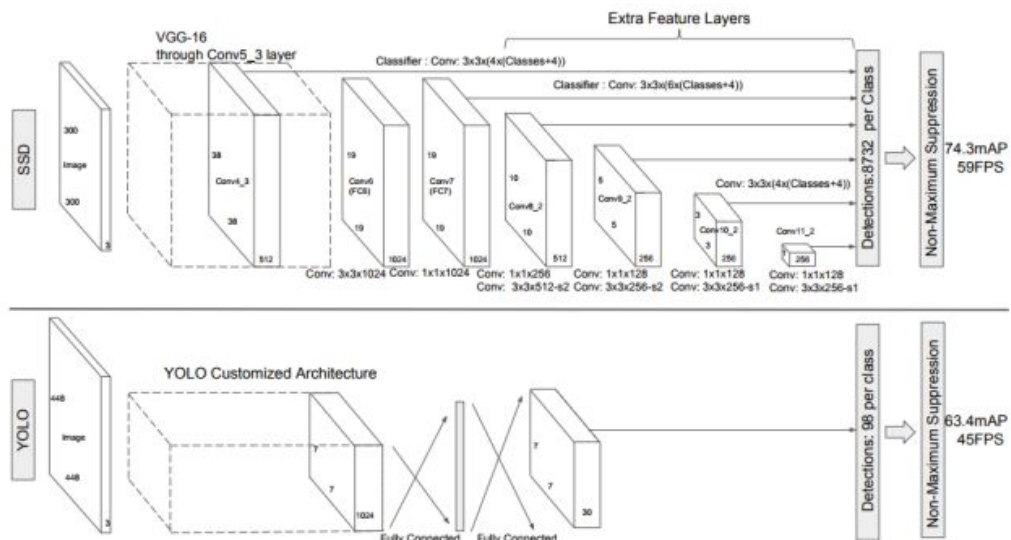 Extra Feature Layers
VGG-16
through Conv5_3 layer
Classifier : Conv: 3x3x(4x(Classes+4))
Classifier : Conv: 3x3x(6x(Classes+4))
SSD
300
Image
300
3
38
Conv4_3
38
512
19
Conv6
(FC6)
19
1024
19
Conv7
(FC7)
19
1024
10
Conv8_2
10
512
5
Conv9_2
5
256
Conv: 3x3x(4x(Classes+4))
3
Conv10_2
3
256
Conv11_2
1
256
Detections:8732 per Class
Non-Maximum Suppression
74.3mAP
59FPS
Conv: 3x3x1024
Conv: 1x1x1024
Conv: 1x1x256
Conv: 3x3x512-s2
Conv: 1x1x128
Conv: 3x3x256-s2
Conv: 1x1x128
Conv: 3x3x256-s1
Conv: 1x1x128
Conv: 3x3x256-s1
YOLO
448
Image
448
3
YOLO Customized Architecture
7
7
1024
Fully Connected
Fully Connected
7
7
30
Detections: 98 per class
Non-Maximum Suppression
63.4mAP
45FPS